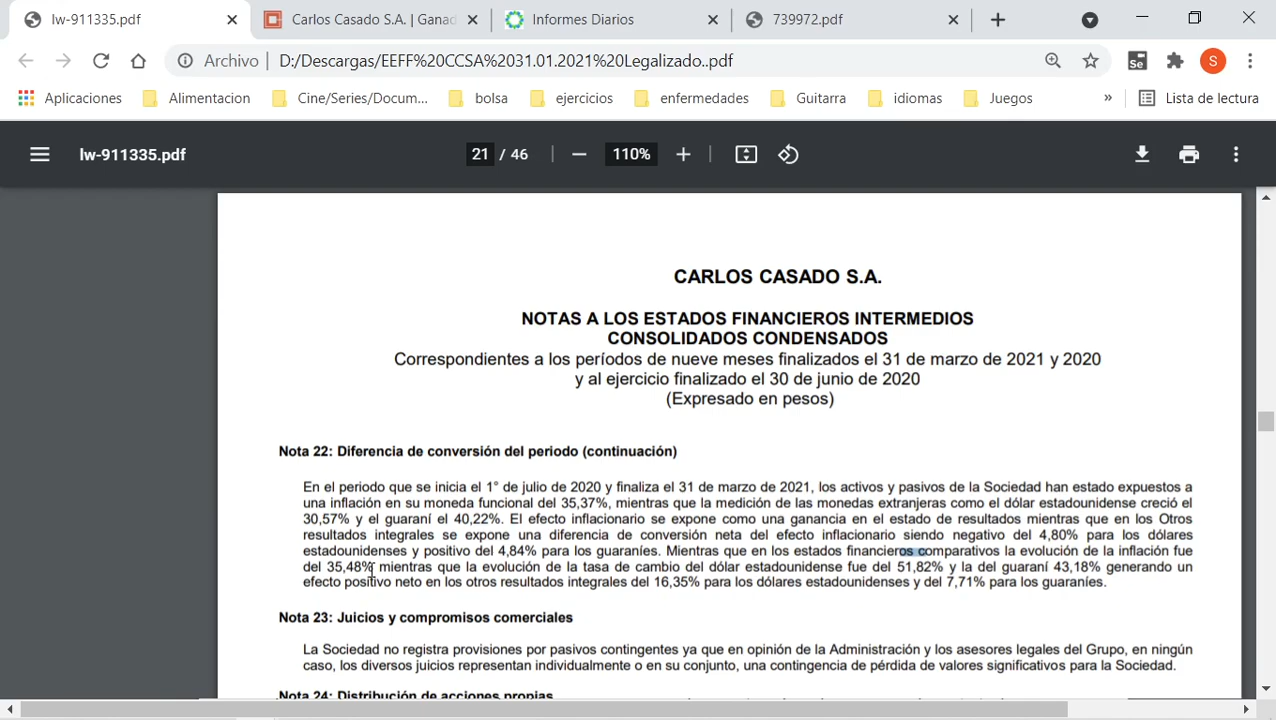 lw-911335.pdf
Carlos Casado S.A. | Ganad
Informes Diarios
739972.pdf
Archivo
D:/Descargas/EEFF%20CCSA%2031.01.2021%20Legalizado..pdf
Se
S
Aplicaciones
Alimentacion
Cine/Series/Docum...
bolsa
ejercicios
enfermedades
Guitarra
idiomas
Juegos
»
Lista de lectura
lw-911335.pdf
21 / 46
110%
CARLOS CASADO S.A.
NOTAS A LOS ESTADOS FINANCIEROS INTERMEDIOS
CONSOLIDADOS CONDENSADOS
Correspondientes a los períodos de nueve meses finalizados el 31 de marzo de 2021 y 2020
y al ejercicio finalizado el 30 de junio de 2020
(Expresado en pesos)
Nota 22: Diferencia de conversión del periodo (continuación)
En el periodo que se inicia el 1° de julio de 2020 y finaliza el 31 de marzo de 2021, los activos y pasivos de la Sociedad han estado expuestos a
una inflación en su moneda funcional del 35,37%, mientras que la medición de las monedas extranjeras como el dólar estadounidense creció el
30,57% y el guaraní el 40,22%. El efecto inflacionario se expone como una ganancia en el estado de resultados mientras que en los Otros
resultados integrales se expone una diferencia de conversión neta del efecto inflacionario siendo negativo del 4,80% para los dólares
estadounidenses y positivo del 4,84% para los guaraníes. Mientras que en los estados financieros comparativos la evolución de la inflación fue
del 35,48% mientras que la evolución de la tasa de cambio del dólar estadounidense fue del 51,82% y la del guaraní 43,18% generando un
efecto positivo neto en los otros resultados integrales del 16,35% para los dólares estadounidenses y del 7,71% para los guaraníes.
Nota 23: Juicios y compromisos comerciales
La Sociedad no registra provisiones por pasivos contingentes ya que en opinión de la Administración y los asesores legales del Grupo, en ningún
caso, los diversos juicios representan individualmente o en su conjunto, una contingencia de pérdida de valores significativos para la Sociedad.
Nota 24: Distribución de acciones propias